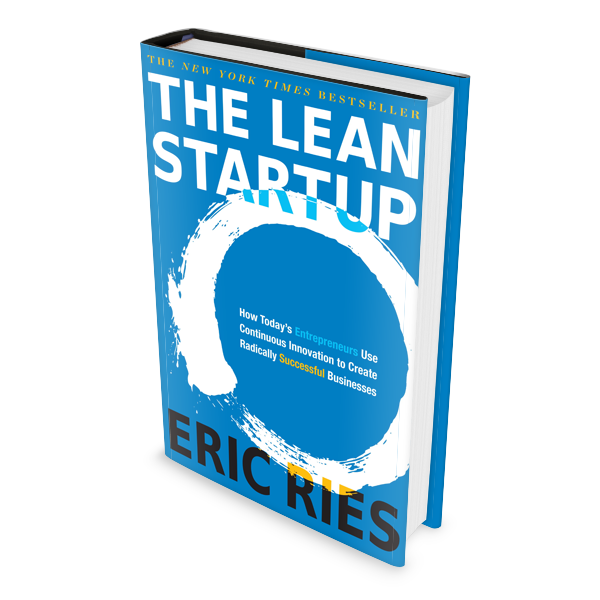 THE NEW YORK TIMES BESTSELLER
THE LEAN
STARTUP
How Today's Entrepreneurs Use
Continuous Innovation to Create
Radically Successful Businesses
ERIC RIES